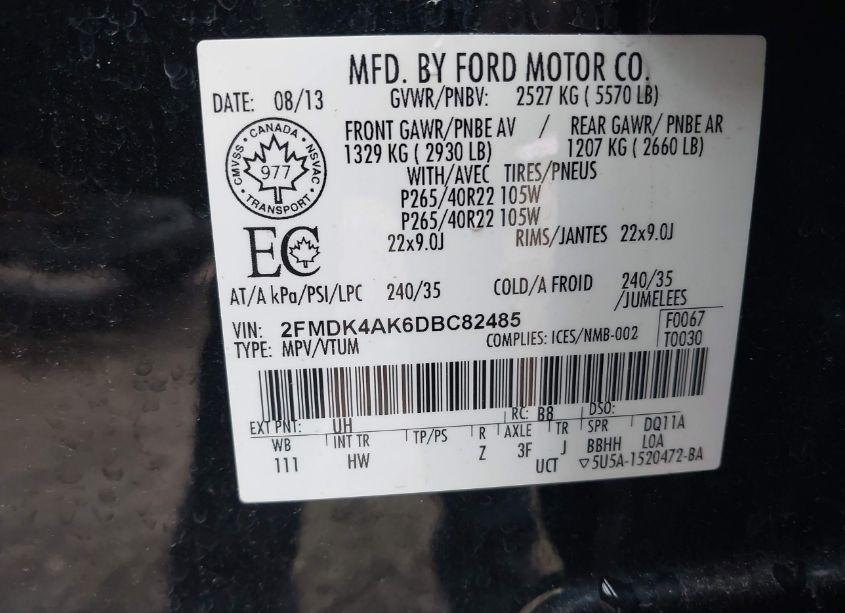 MFD. BY FORD MOTOR CO.
DATE: 08/13 GVWR/PNBV: 2527 KG ( 5570 LB)
FRONT GAWR/PNBE AV / REAR GAWR/ PNBE AR
1329 KG ( 2930 LB) 1207 KG ( 2660 LB)
CANADA
CMVSS 977 NSVAC
TRANSPORT
WITH/AVEC TIRES/PNEUS
P265/40R22 105W
P265/40R22 105W
EC
22x9.0J RIMS/JANTES 22x9.0J
AT/A kPa/PSI/LPC 240/35 COLD/A FROID 240/35
/JUMELEES
VIN: 2FMDK4AK6DBC82485 F0067
TYPE: MPV/VTUM COMPLIES: ICES/NMB-002 T0030
EXT PNT: UH RC: B8 DSO:
WB INT TR TP/PS R AXLE TR SPR DQ11A
111 HW Z 3F J BBHH LOA
UCT ▽5U5A-1520472-BA